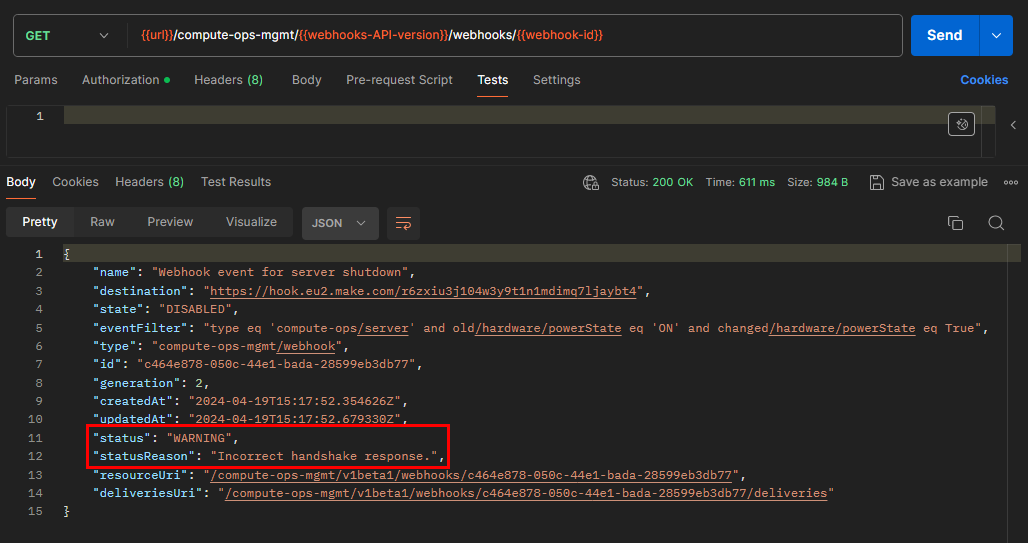 GET {{url}}/compute-ops-mgmt/{{webhooks-API-version}}/webhooks/{{webhook-id}} Send
Params Authorization Headers (8) Body Pre-request Script Tests Settings Cookies
1
Body Cookies Headers (8) Test Results Status: 200 OK Time: 611 ms Size: 984 B Save as example
Pretty Raw Preview Visualize JSON
1 {
2 "name": "Webhook event for server shutdown",
3 "destination": "https://hook.eu2.make.com/r6zxiu3j104w3y9t1n1mdimq7ljaybt4",
4 "state": "DISABLED",
5 "eventFilter": "type eq 'compute-ops/server' and old/hardware/powerState eq 'ON' and changed/hardware/powerState eq True",
6 "type": "compute-ops-mgmt/webhook",
7 "id": "c464e878-050c-44e1-bada-28599eb3db77",
8 "generation": 2,
9 "createdAt": "2024-04-19T15:17:52.354626Z",
10 "updatedAt": "2024-04-19T15:17:52.679330Z",
11 "status": "WARNING",
12 "statusReason": "Incorrect handshake response.",
13 "resourceUri": "/compute-ops-mgmt/v1beta1/webhooks/c464e878-050c-44e1-bada-28599eb3db77",
14 "deliveriesUri": "/compute-ops-mgmt/v1beta1/webhooks/c464e878-050c-44e1-bada-28599eb3db77/deliveries"
15 }